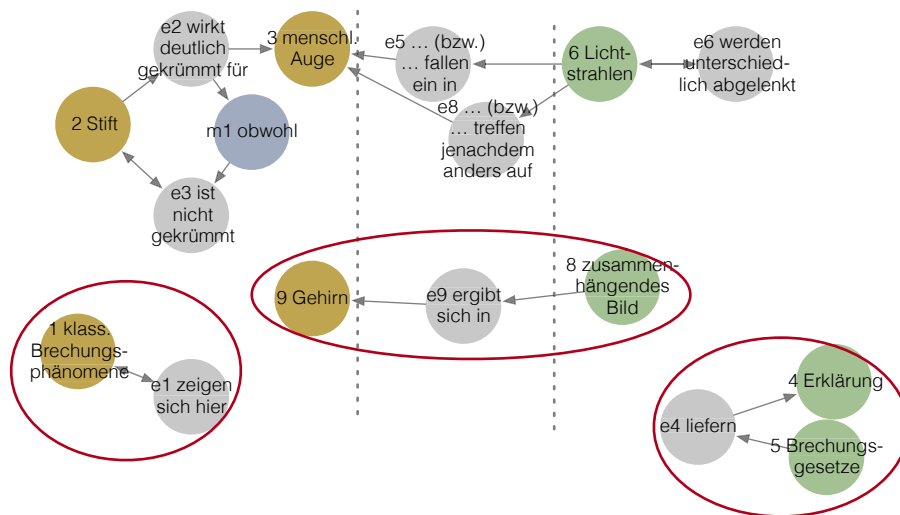 e2 wirkt
deutlich
gekrümmt für
3 menschl.
Auge
e5 … (bzw.)
… fallen
ein in
6 Licht-
strahlen
e6 werden
unterschied-
lich abgelenkt
2 Stift
m1 obwohl
e8 … (bzw.)
… treffen
jenachdem
anders auf
e3 ist
nicht
gekrümmt
9 Gehirn
e9 ergibt
sich in
8 zusammen-
hängendes
Bild
1 klass.
Brechungs-
phänomene
e1 zeigen
sich hier
4 Erklärung
e4 liefern
5 Brechungs-
gesetze